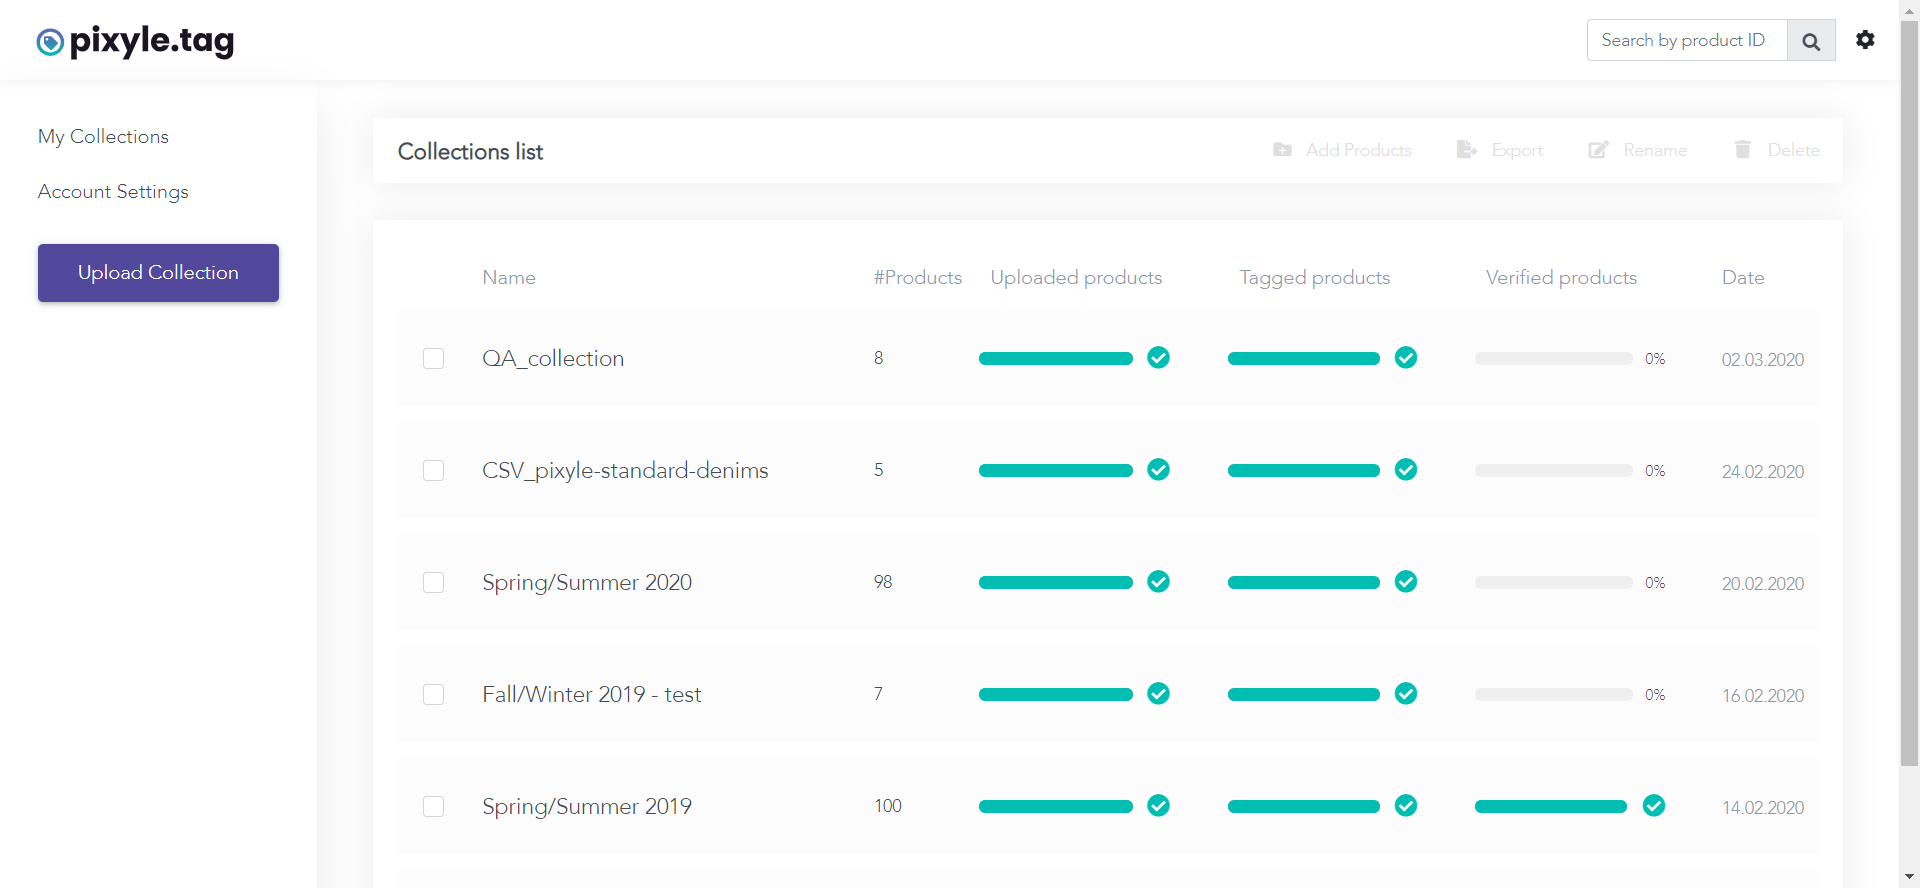 pixyle.tag
Search by product ID
My Collections
Account Settings
Upload Collection
Collections list
Add Products Export Rename Delete
Name #Products Uploaded products Tagged products Verified products Date
QA_collection 8 0% 02.03.2020
CSV_pixyle-standard-denims 5 0% 24.02.2020
Spring/Summer 2020 98 0% 20.02.2020
Fall/Winter 2019 - test 7 0% 16.02.2020
Spring/Summer 2019 100 14.02.2020